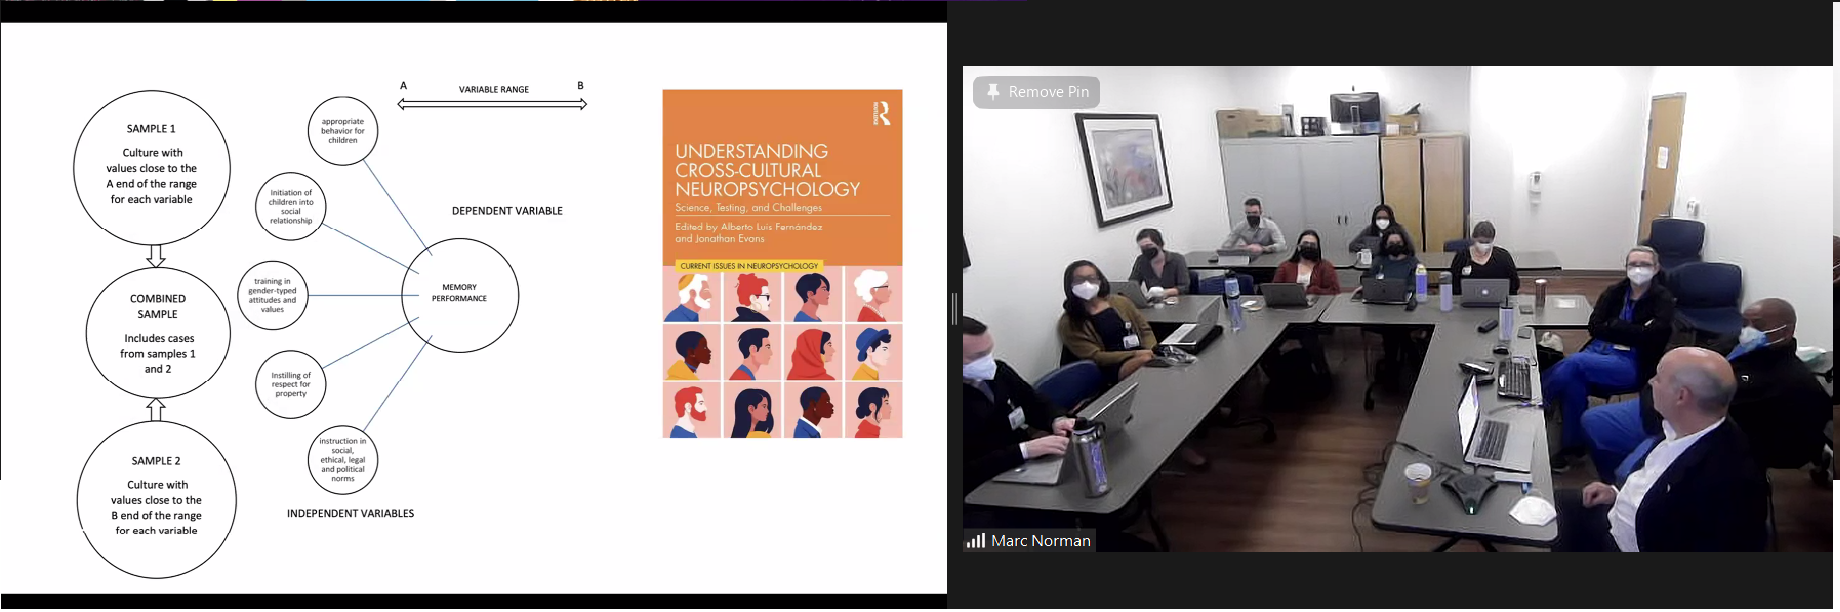 SAMPLE 1
Culture with
values close to the
A end of the range
for each variable
COMBINED
SAMPLE
Includes cases
from samples 1
and 2
SAMPLE 2
Culture with
values close to the
B end of the range
for each variable
appropriate
behavior for
children
Initiation of
children into
social
relationship
training in
gender-typed
attitudes and
values
Instilling of
respect for
property
instruction in
social,
ethical, legal
and political
norms
INDEPENDENT VARIABLES
A
VARIABLE RANGE
B
DEPENDENT VARIABLE
MEMORY
PERFORMANCE
R
ROUTLEDGE
UNDERSTANDING
CROSS-CULTURAL
NEUROPSYCHOLOGY
Science, Testing, and Challenges
Edited by Alberto Luis Fernández
and Jonathan Evans
CURRENT ISSUES IN NEUROPSYCHOLOGY
Remove Pin
Marc Norman